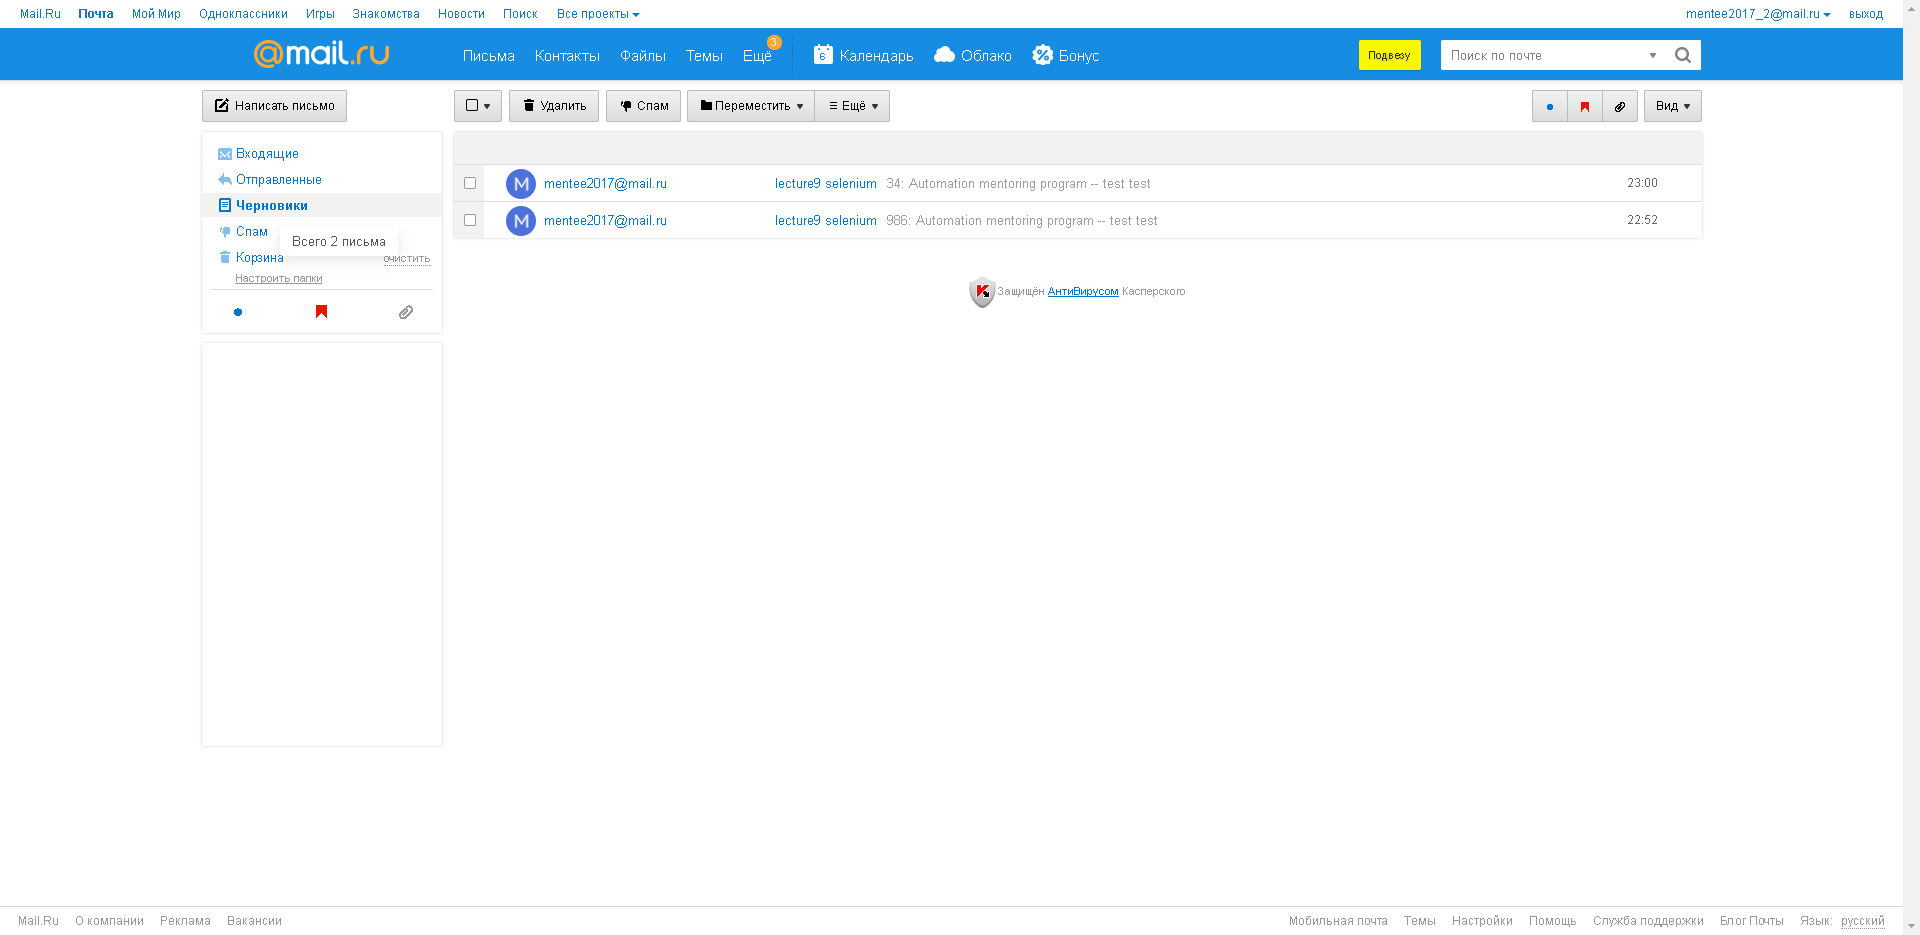 Mail.Ru Почта Мой Мир Одноклассники Игры Знакомства Новости Поиск Все проекты mentee2017_2@mail.ru выход
@mail.ru Письма Контакты Файлы Темы Ещё 3 6 Календарь Облако Бонус Подвезу Поиск по почте
Написать письмо Удалить Спам Переместить Ещё Вид
Входящие
Отправленные
Черновики
Спам
Всего 2 письма
Корзина очистить
Настроить папки
M mentee2017@mail.ru lecture9 selenium 34: Automation mentoring program -- test test 23:00
M mentee2017@mail.ru lecture9 selenium 986: Automation mentoring program -- test test 22:52
Защищён АнтиВирусом Касперского
Mail.Ru О компании Реклама Вакансии Мобильная почта Темы Настройки Помощь Служба поддержки Блог Почты Язык: русский